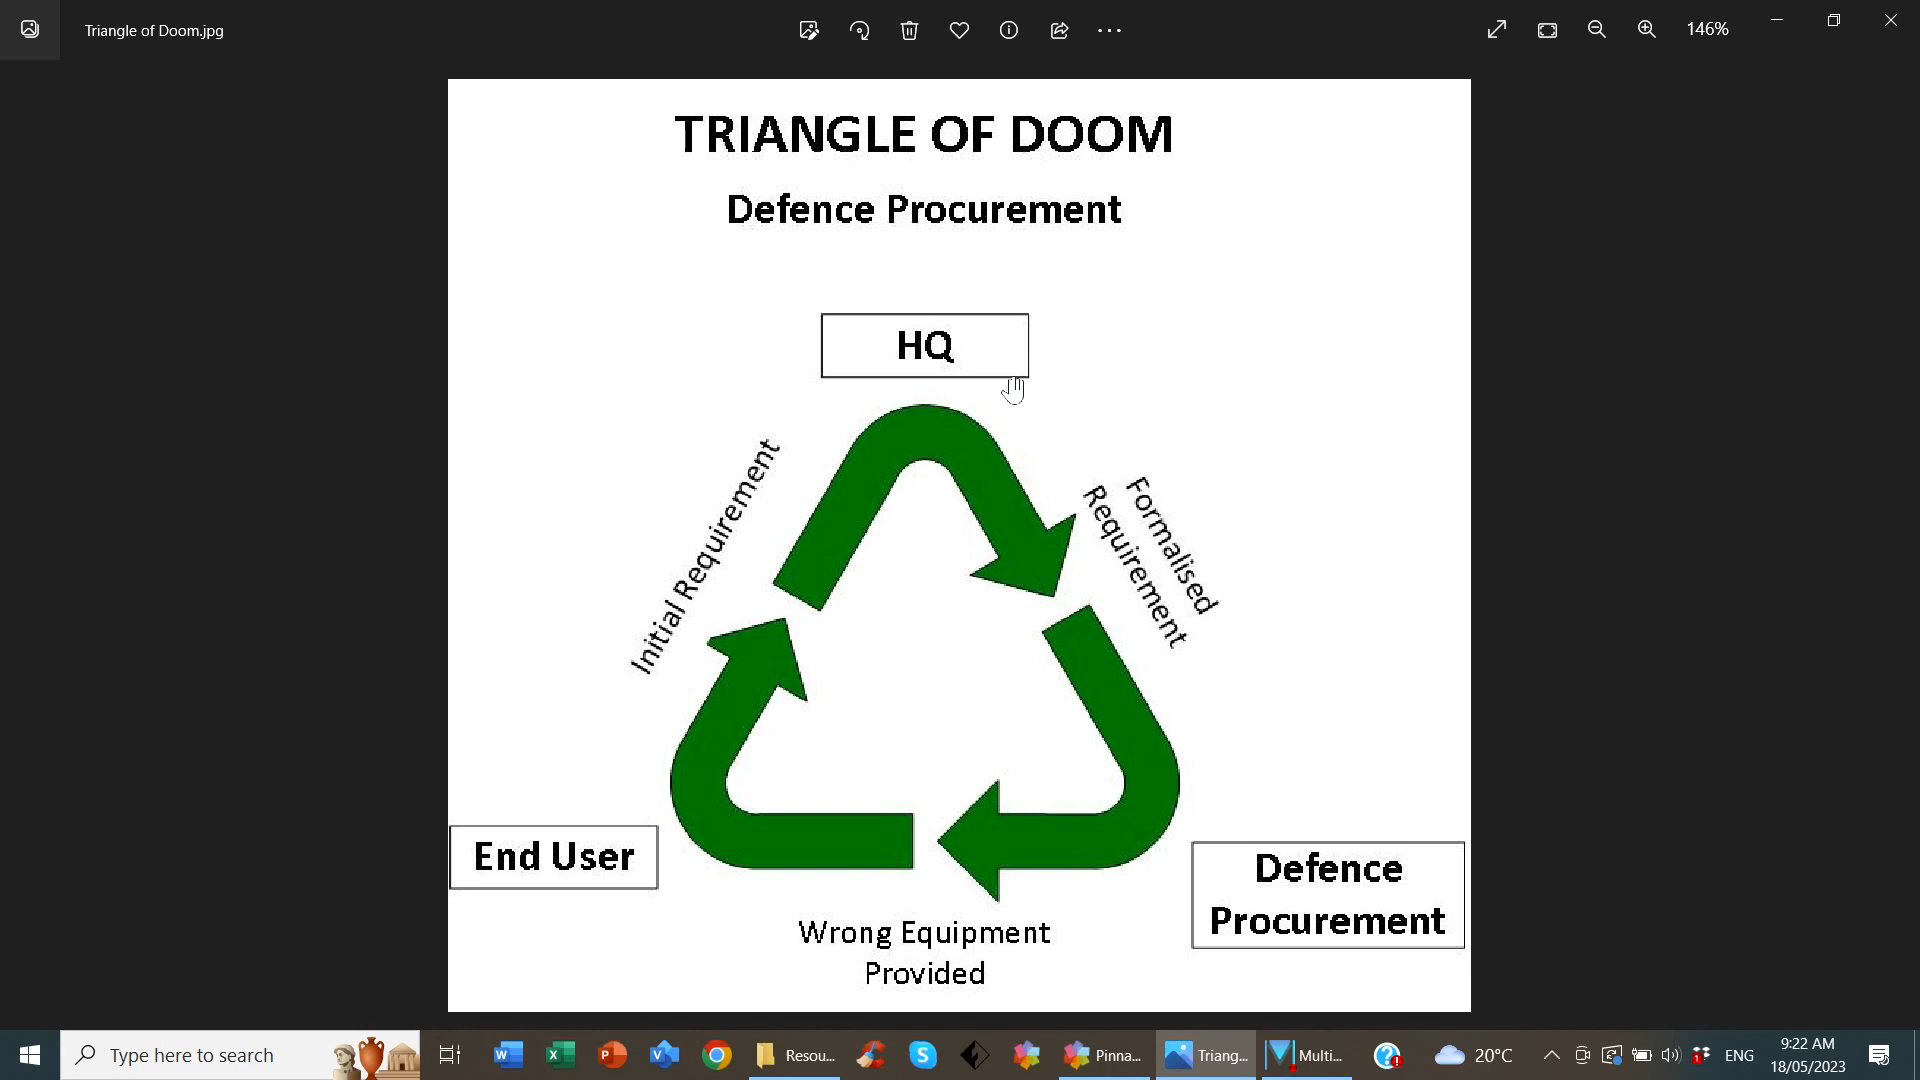 Triangle of Doom.jpg
146%
TRIANGLE OF DOOM
Defence Procurement
HQ
Initial Requirement
Formalised
Requirement
End User
Defence
Procurement
Wrong Equipment
Provided
Type here to search
Resou...
Pinna...
Triang...
Multi...
20°C
ENG
9:22 AM
18/05/2023